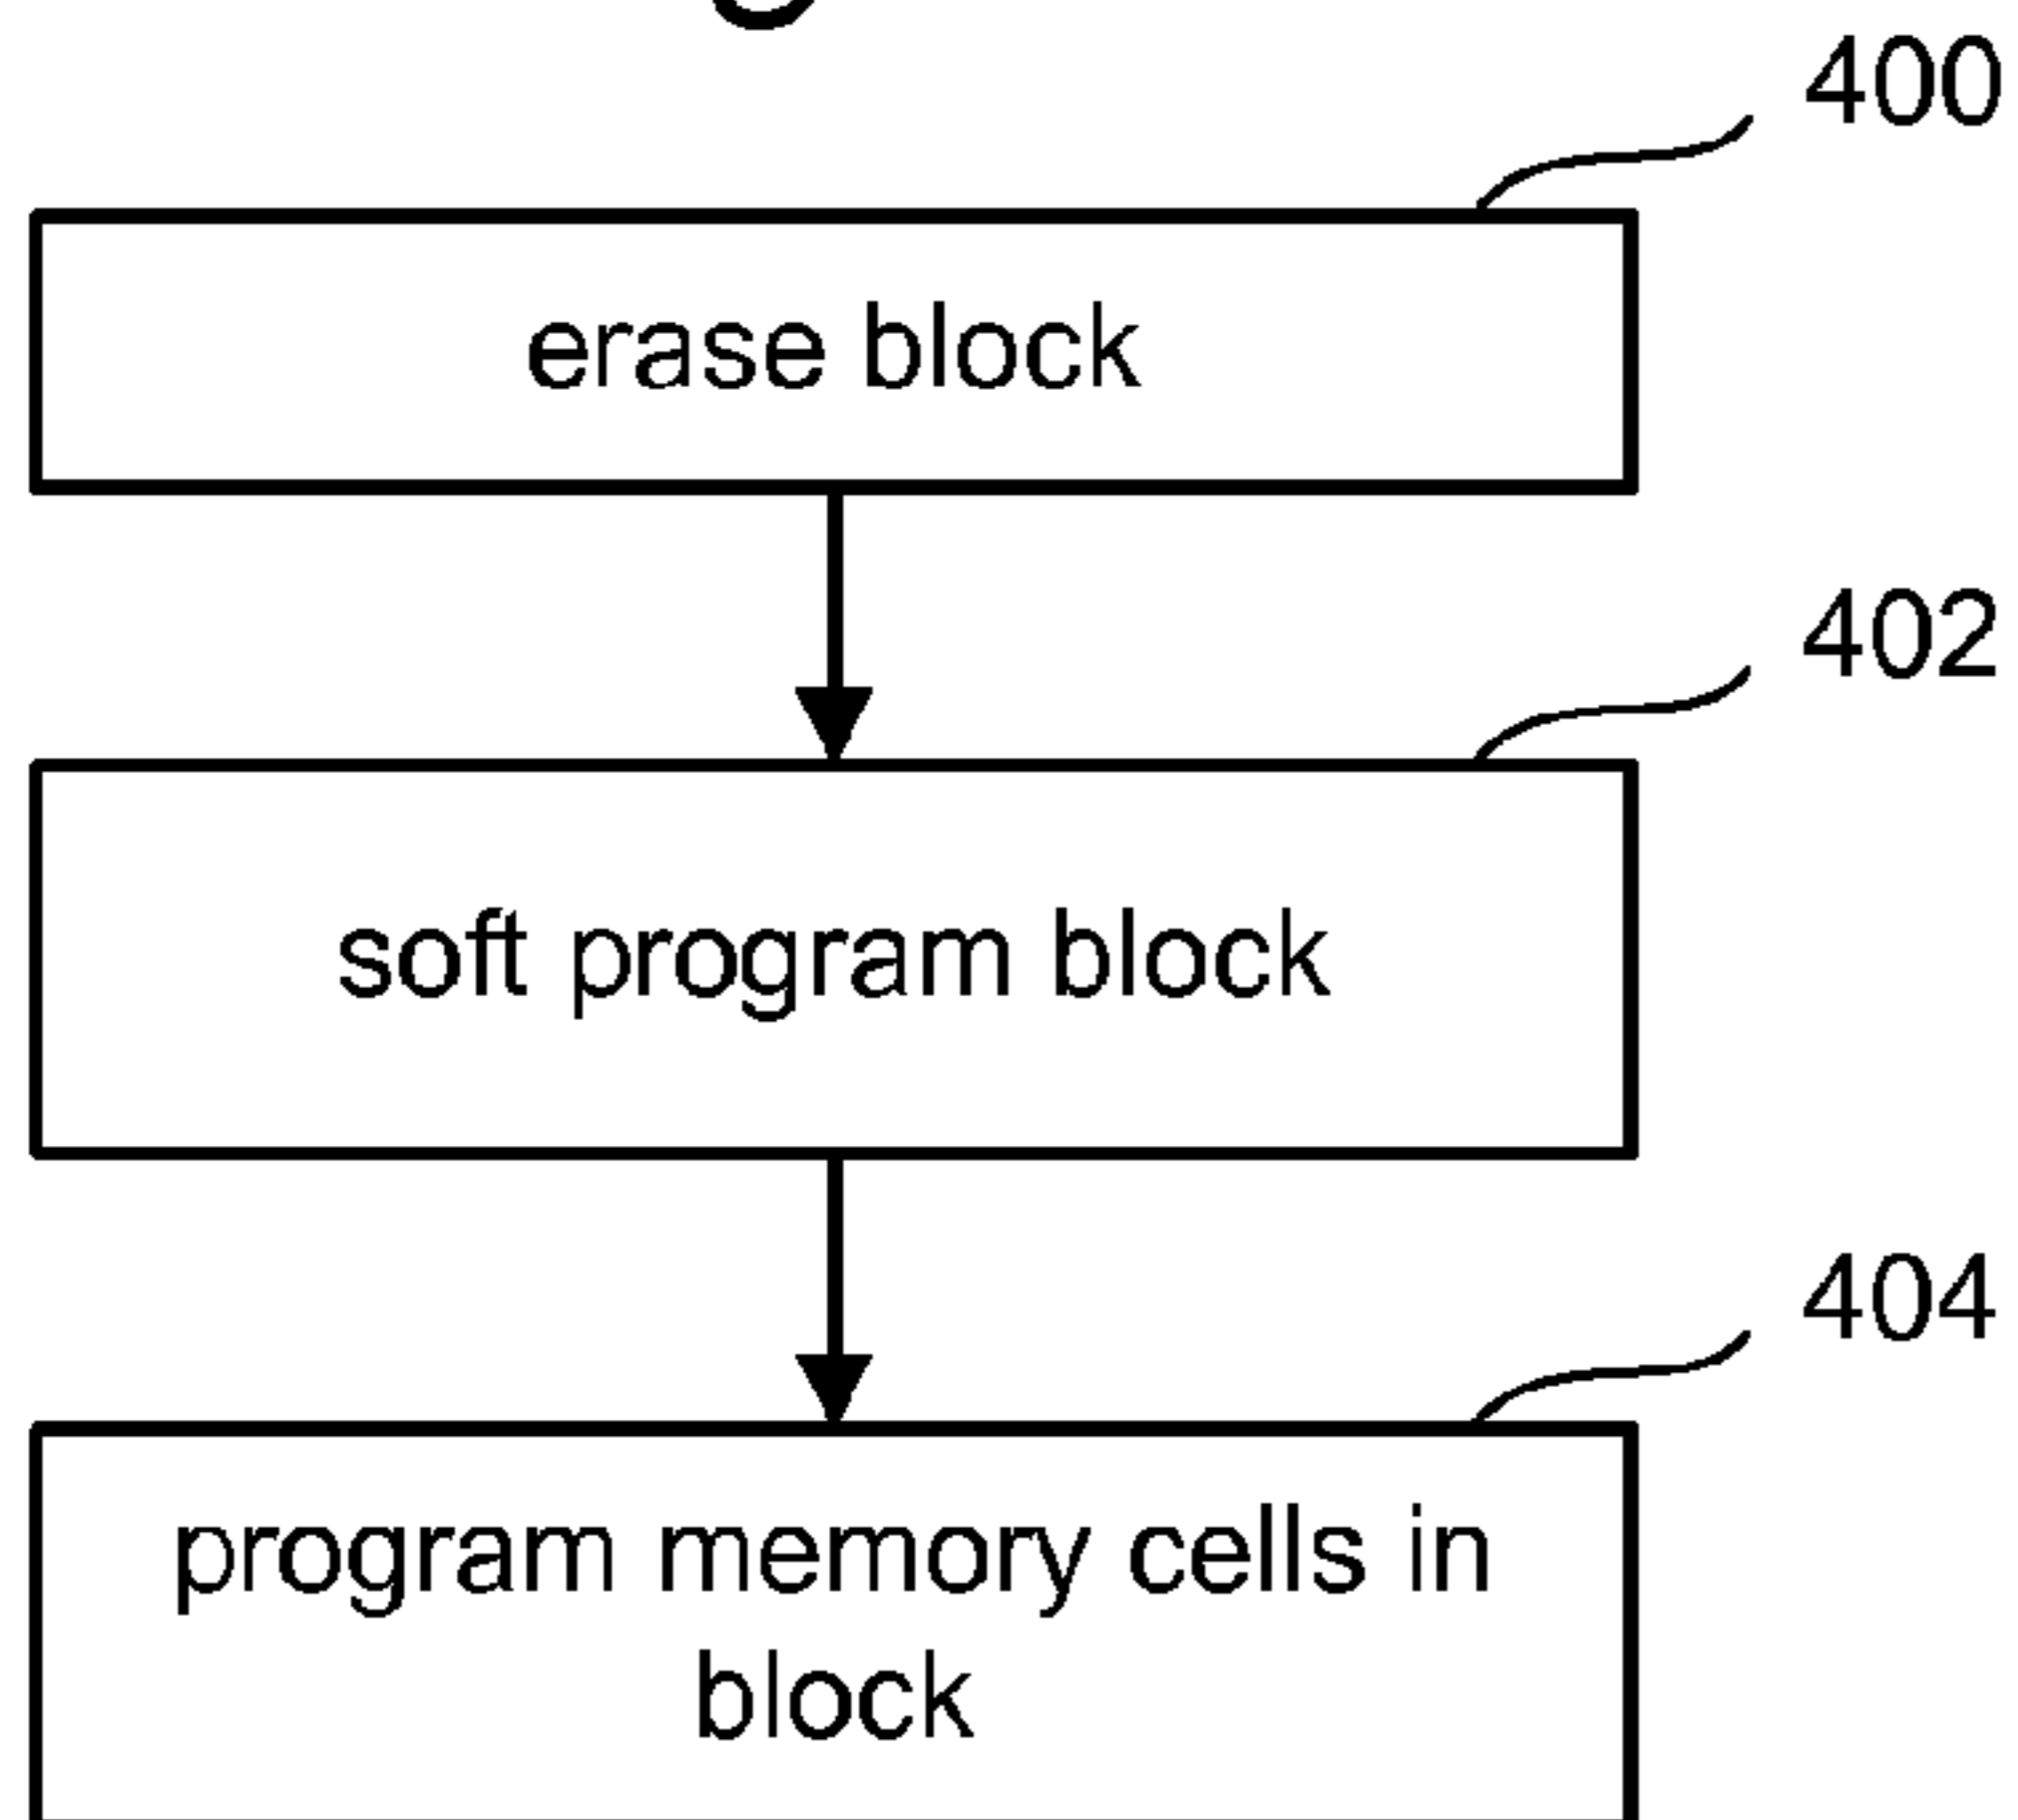 400
erase block
402
soft program block
404
program memory cells in
block